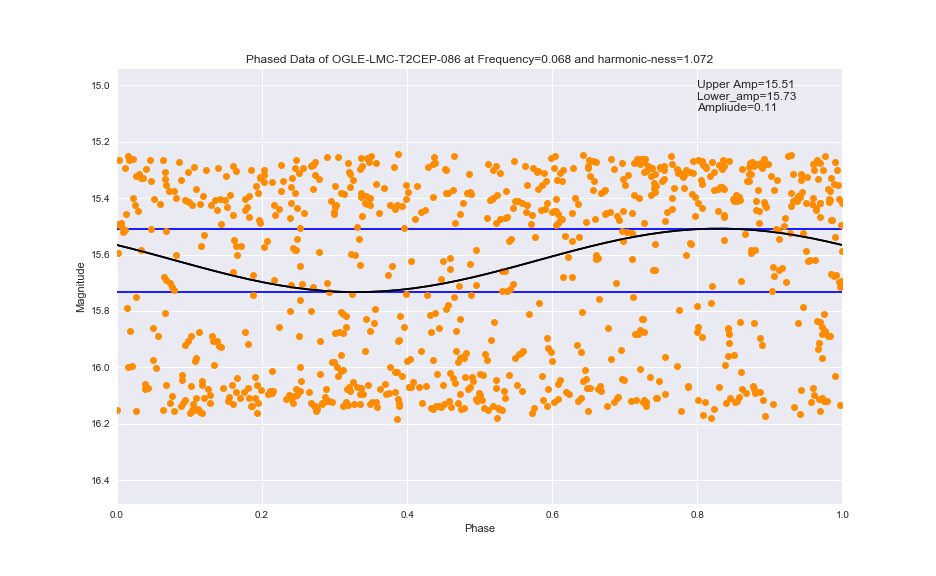 Phased Data of OGLE-LMC-T2CEP-086 at Frequency=0.068 and harmonic-ness=1.072
Upper Amp=15.51
Lower_amp=15.73
Ampliude=0.11
15.0
15.2
15.4
15.6
15.8
16.0
16.2
16.4
Magnitude
0.0
0.2
0.4
0.6
0.8
1.0
Phase